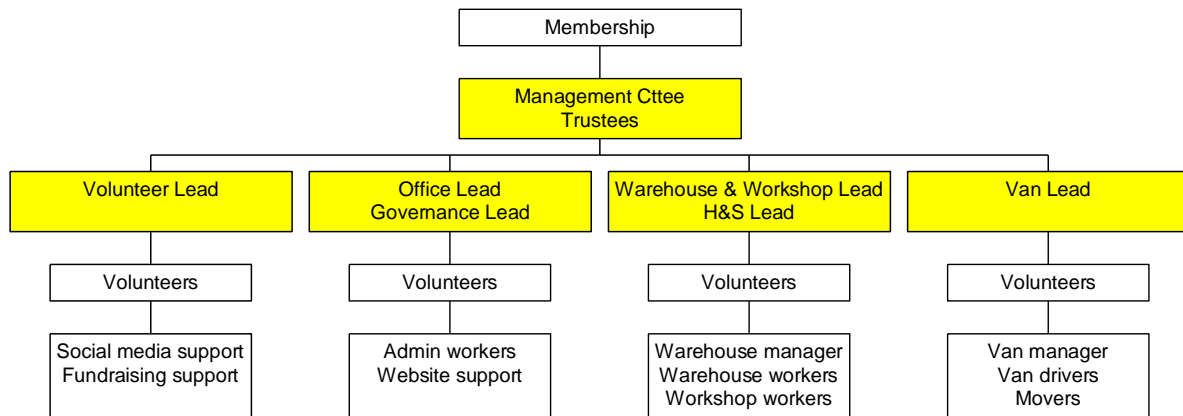 Membership
Management Cttee
Trustees
Volunteer Lead
Office Lead
Governance Lead
Warehouse & Workshop Lead
H&S Lead
Van Lead
Volunteers
Volunteers
Volunteers
Volunteers
Social media support
Fundraising support
Admin workers
Website support
Warehouse manager
Warehouse workers
Workshop workers
Van manager
Van drivers
Movers